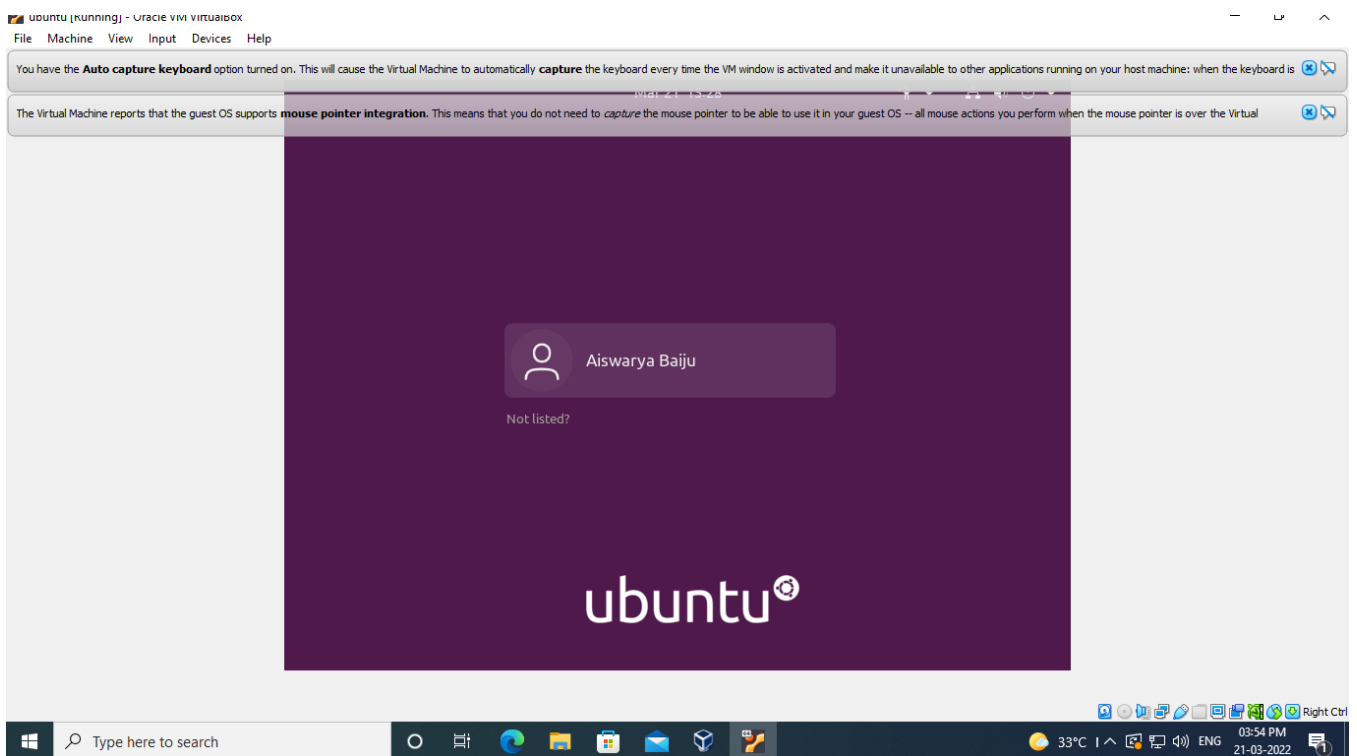 ubuntu [Running] - Oracle VM VirtualBox
File Machine View Input Devices Help
You have the Auto capture keyboard option turned on. This will cause the Virtual Machine to automatically capture the keyboard every time the VM window is activated and make it unavailable to other applications running on your host machine: when the keyboard is
Mar 21 15:28
The Virtual Machine reports that the guest OS supports mouse pointer integration. This means that you do not need to capture the mouse pointer to be able to use it in your guest OS -- all mouse actions you perform when the mouse pointer is over the Virtual
Aiswarya Baiju
Not listed?
ubuntu
Right Ctrl
Type here to search
33°C
ENG
03:54 PM
21-03-2022
1